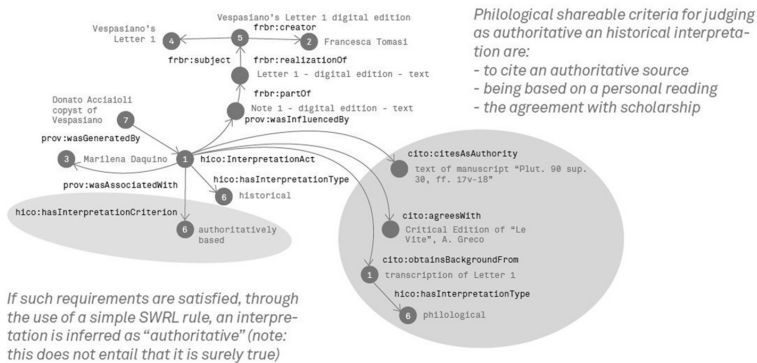 Vespasiano's
Letter 1
Vespasiano's Letter 1 digital edition
frbr:creator
4
5
2
Francesca Tomasi
frbr:subject
frbr:realizationOf
Letter 1 - digital edition - text
frbr:partOf
Note 1 - digital edition - text
prov:wasInfluencedBy
Donato Acciaioli
copyst of
Vespasiano
7
prov:wasGeneratedBy
3
Marilena Daquino
1
hico:InterpretationAct
prov:wasAssociatedWith
hico:hasInterpretationType
6
historical
hico:hasInterpretationCriterion
6
authoritatively
based
cito:citesAsAuthority
text of manuscript “Plut. 90 sup.
30, ff. 17v-18”
cito:agreesWith
Critical Edition of “Le
Vite”, A. Greco
cito:obtainsBackgroundFrom
1
transcription of Letter 1
hico:hasInterpretationType
6
philological
Philological shareable criteria for judging
as authoritative an historical interpreta-
tion are:
- to cite an authoritative source
- being based on a personal reading
- the agreement with scholarship
If such requirements are satisfied, through
the use of a simple SWRL rule, an interpre-
tation is inferred as “authoritative” (note:
this does not entail that it is surely true)